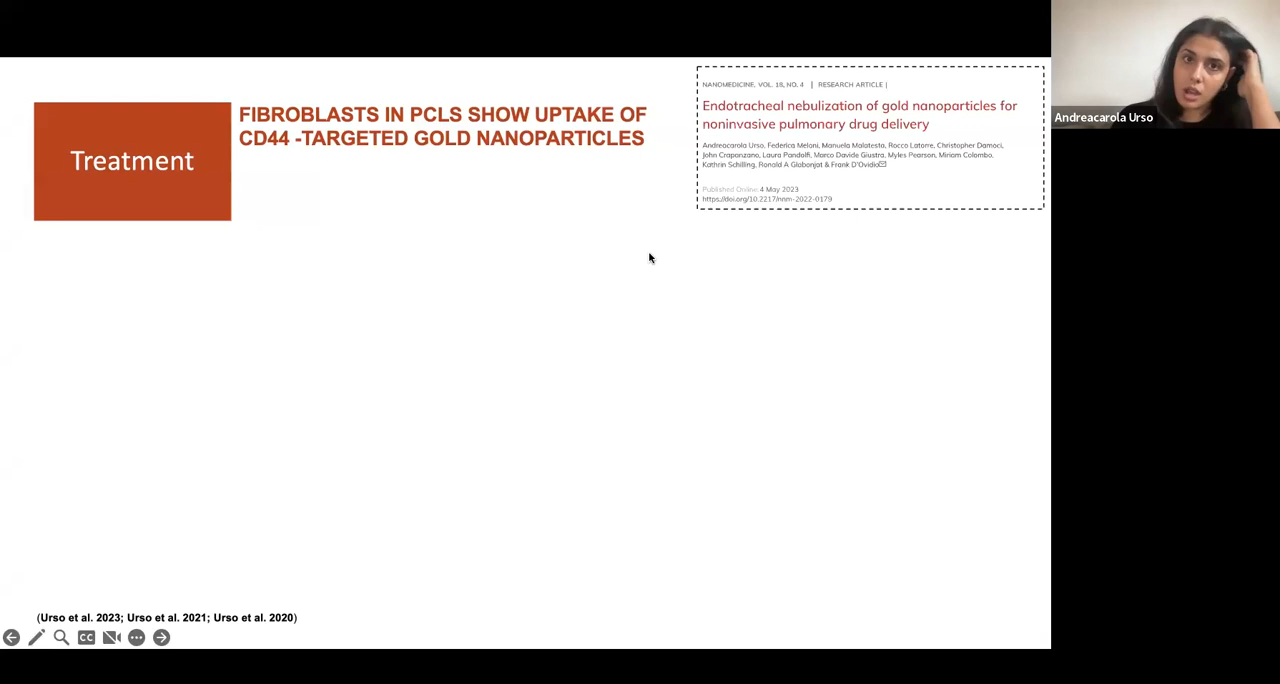 Treatment
FIBROBLASTS IN PCLS SHOW UPTAKE OF
CD44 -TARGETED GOLD NANOPARTICLES
NANOMEDICINE, VOL. 18, NO. 4 | RESEARCH ARTICLE |
Endotracheal nebulization of gold nanoparticles for
noninvasive pulmonary drug delivery
Andreacarola Urso, Federica Meloni, Manuela Malatesta, Rocco Latorre, Christopher Damoci,
John Crapanzano, Laura Pandolfi, Marco Davide Giustra, Myles Pearson, Miriam Colombo,
Kathrin Schilling, Ronald A Glabonjat & Frank D'Ovidio
Published Online: 4 May 2023
https://doi.org/10.2217/nnm-2022-0179
Andreacarola Urso
(Urso et al. 2023; Urso et al. 2021; Urso et al. 2020)
CC